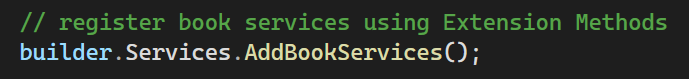 // register book services using Extension Methods
builder.Services.AddBookServices();